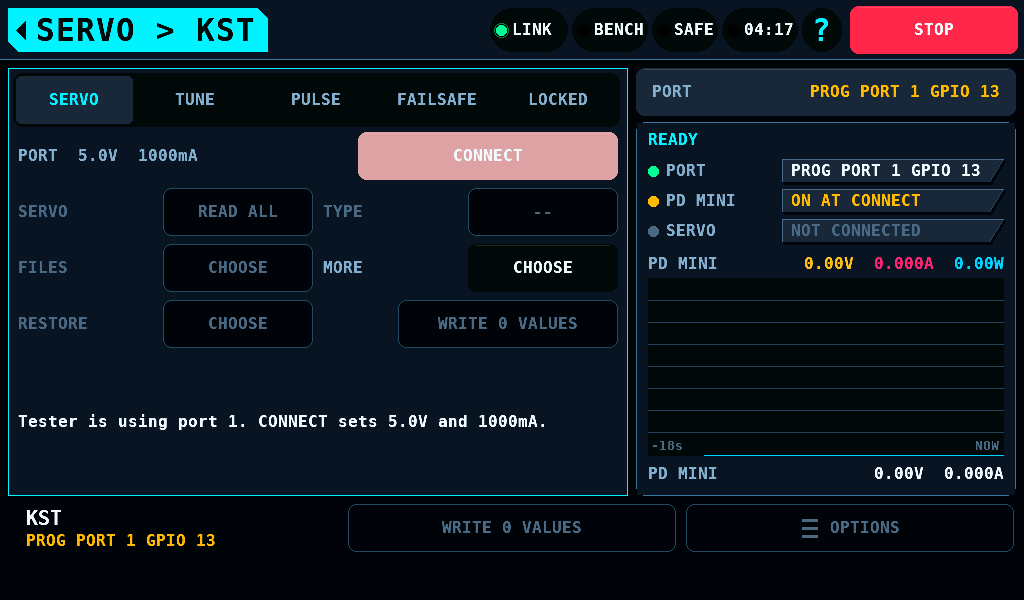 SERVO > KST
LINK
BENCH
SAFE
04:17
?
STOP
SERVO
TUNE
PULSE
FAILSAFE
LOCKED
PORT 5.0V 1000mA
CONNECT
SERVO
READ ALL
TYPE
--
FILES
CHOOSE
MORE
CHOOSE
RESTORE
CHOOSE
WRITE 0 VALUES
Tester is using port 1. CONNECT sets 5.0V and 1000mA.
PORT
PROG PORT 1 GPIO 13
READY
PORT
PROG PORT 1 GPIO 13
PD MINI
ON AT CONNECT
SERVO
NOT CONNECTED
PD MINI 0.00V 0.000A 0.00W
-18s
NOW
PD MINI 0.00V 0.000A
KST
PROG PORT 1 GPIO 13
WRITE 0 VALUES
OPTIONS